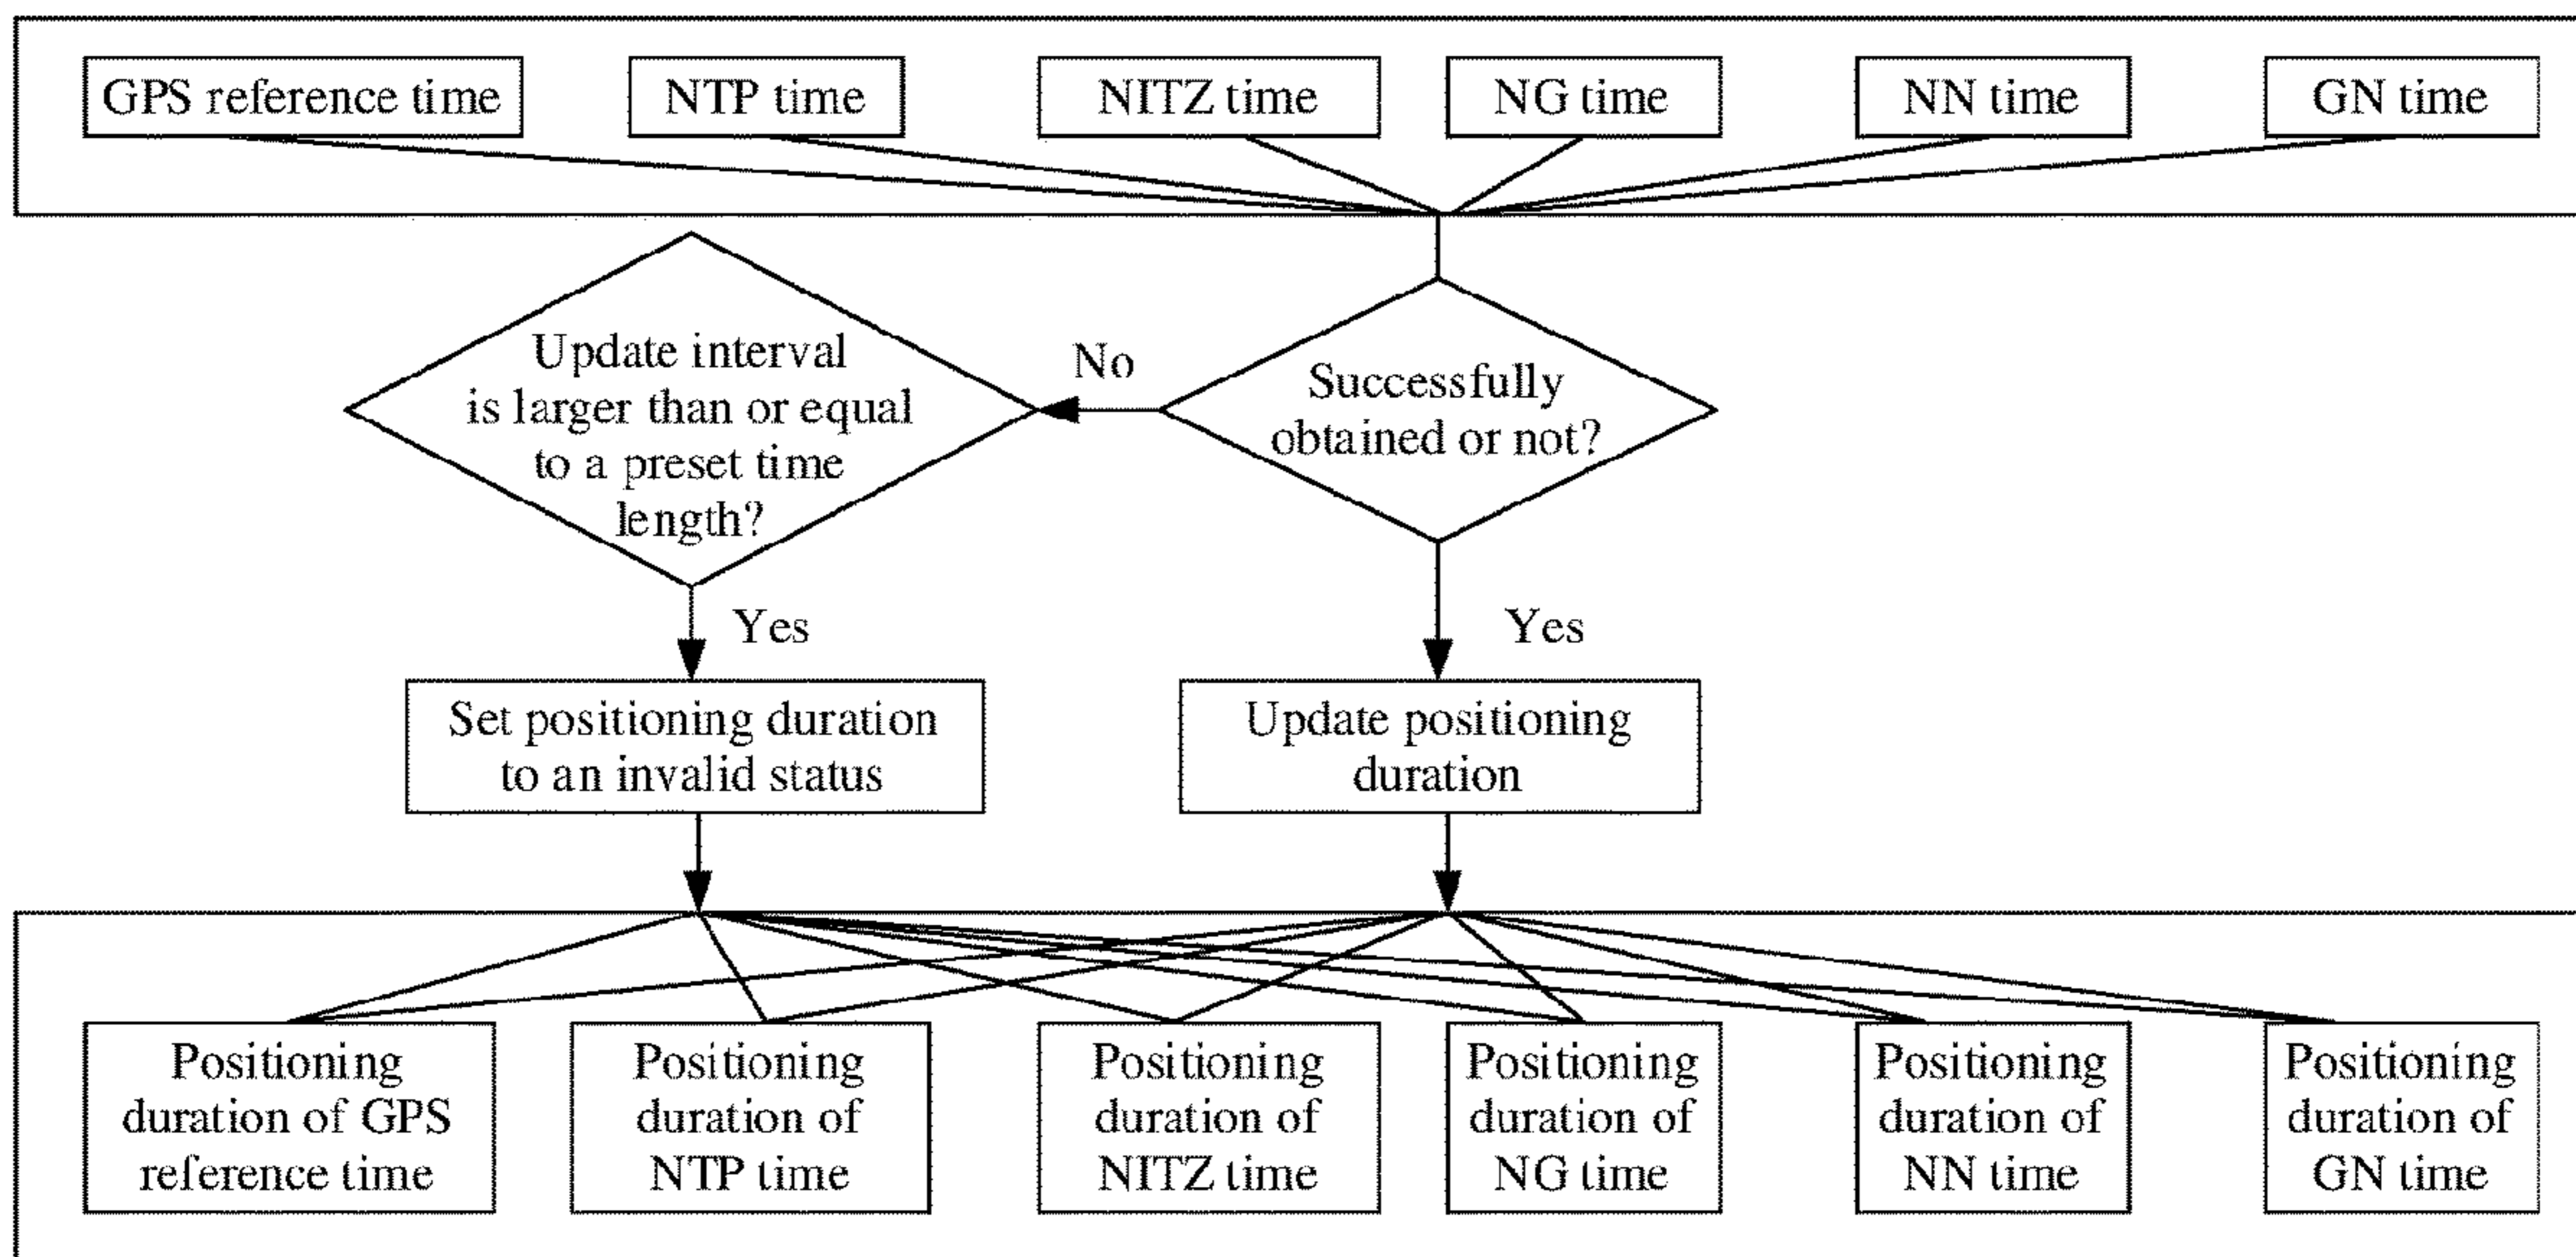 GPS reference time
NTP time
NITZ time
NG time
NN time
GN time
Update interval
is larger than or equal
to a preset time
length?
No
Successfully
obtained or not?
Yes
Yes
Set positioning duration
to an invalid status
Update positioning
duration
Positioning
duration of GPS
reference time
Positioning
duration of
NTP time
Positioning
duration of
NITZ time
Positioning
duration of
NG time
Positioning
duration of
NN time
Positioning
duration of
GN time